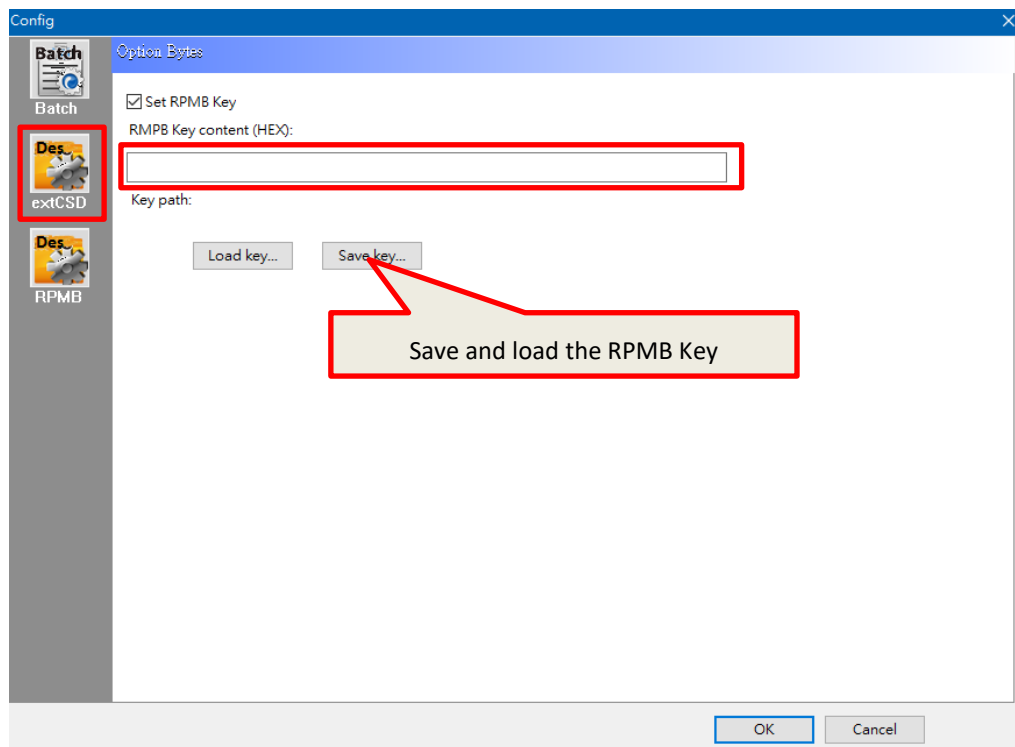 Config
Batch
Batch
Des
extCSD
Des
RPMB
Option Bytes
Set RPMB Key
RMPB Key content (HEX):
Key path:
Load key...
Save key...
Save and load the RPMB Key
OK
Cancel